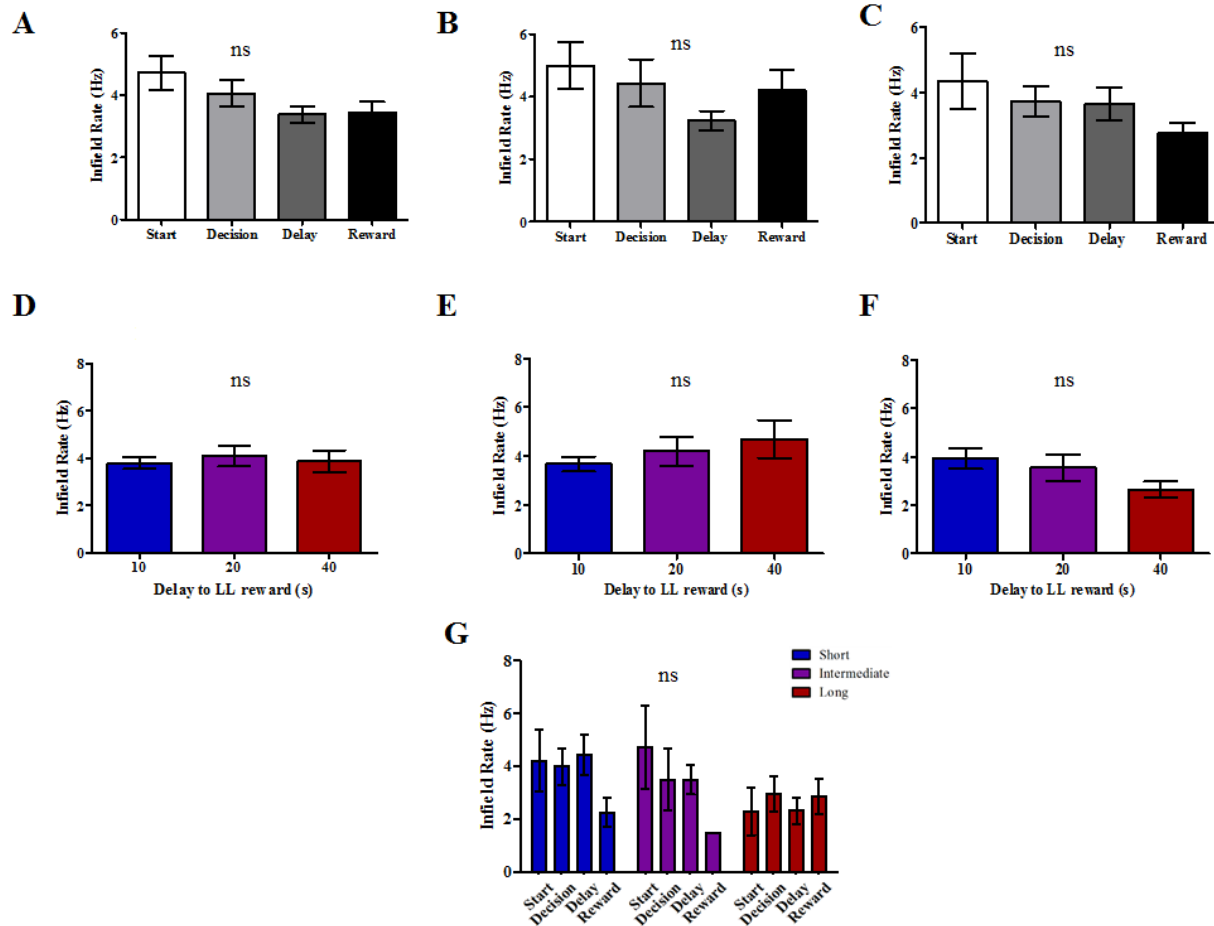 A
ns
Infield Rate (Hz)
6
4
2
0
Start Decision Delay Reward
B
ns
Infield Rate (Hz)
6
4
2
0
Start Decision Delay Reward
C
ns
Infield Rate (Hz)
6
4
2
0
Start Decision Delay Reward
D
ns
Infield Rate (Hz)
8
6
4
2
0
10 20 40
Delay to LL reward (s)
E
ns
Infield Rate (Hz)
8
6
4
2
0
10 20 40
Delay to LL reward (s)
F
ns
Infield Rate (Hz)
8
6
4
2
0
10 20 40
Delay to LL reward (s)
G
ns
Short
Intermediate
Long
Infield Rate (Hz)
8
6
4
2
0
Start Decision Delay Reward Start Decision Delay Reward Start Decision Delay Reward